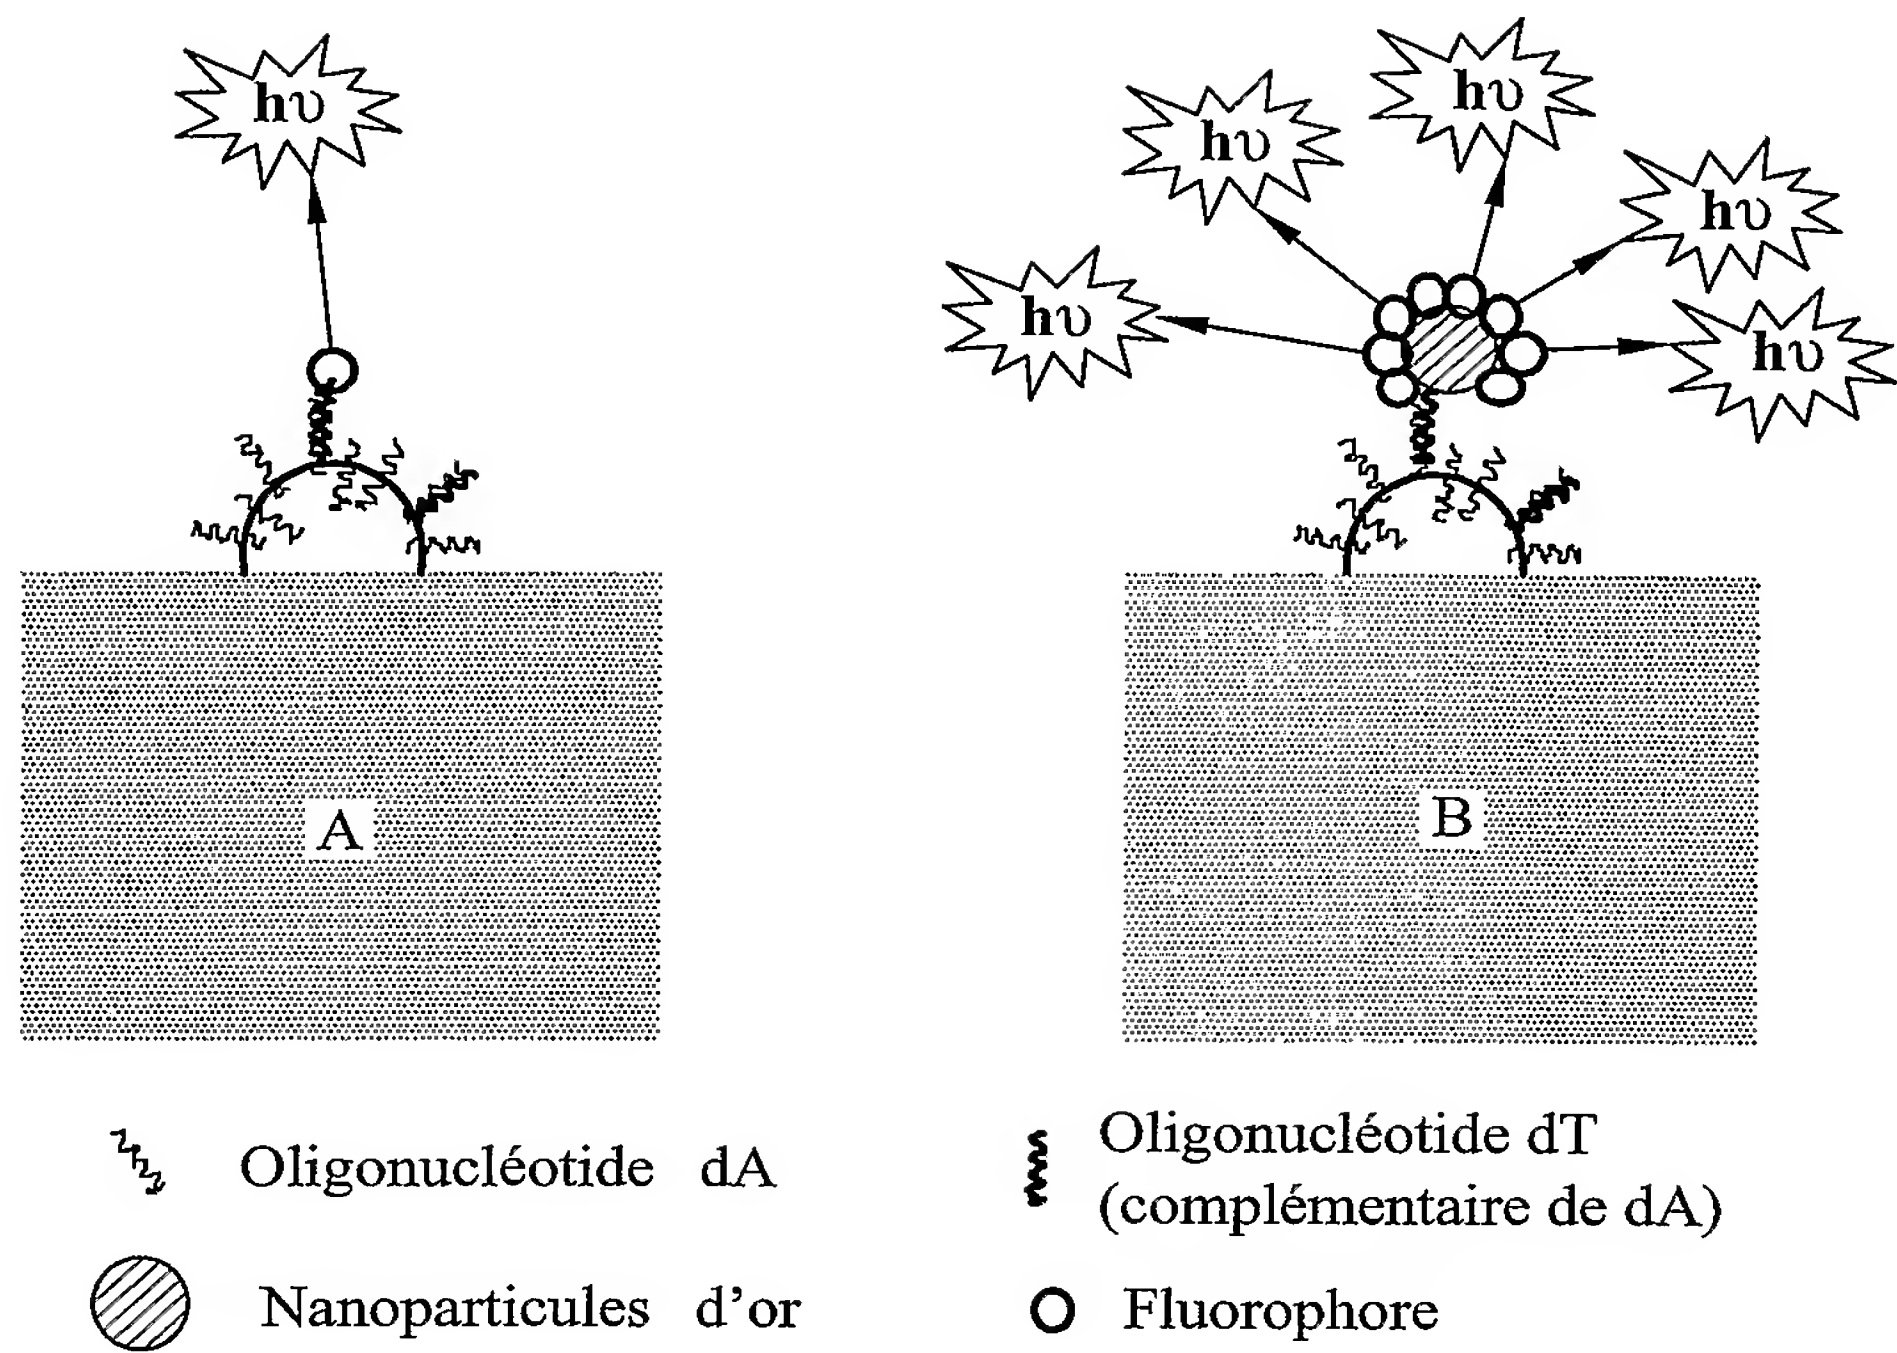 hυ
hυ
hυ
hυ
hυ
hυ
A
B
Oligonucléotide dA
Oligonucléotide dT
(complémentaire de dA)
Nanoparticules d'or
Fluorophore